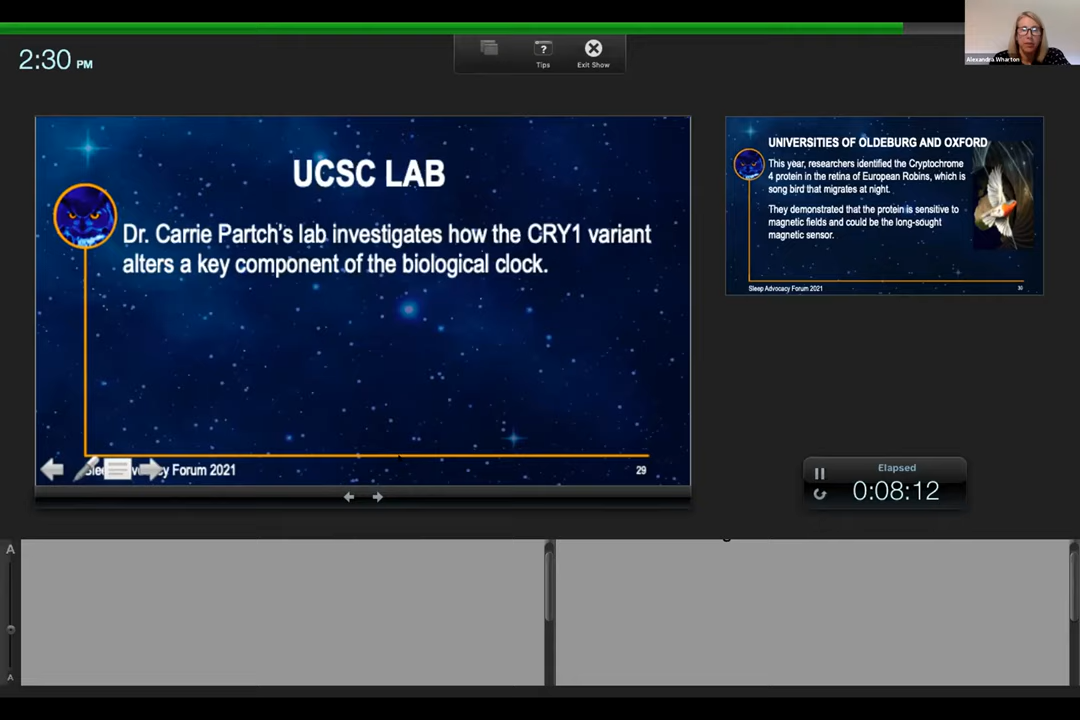 2:30 PM
?
Tips
Exit Show
Alexandra Wharton
UCSC LAB
Dr. Carrie Partch's lab investigates how the CRY1 variant
alters a key component of the biological clock.
Forum 2021
29
UNIVERSITIES OF OLDEBURG AND OXFORD
This year, researchers identified the Cryptochrome
4 protein in the retina of European Robins, which is
song bird that migrates at night.
They demonstrated that the protein is sensitive to
magnetic fields and could be the long-sought
magnetic sensor.
Sleep Advocacy Forum 2021
30
Elapsed
0:08:12
A
A